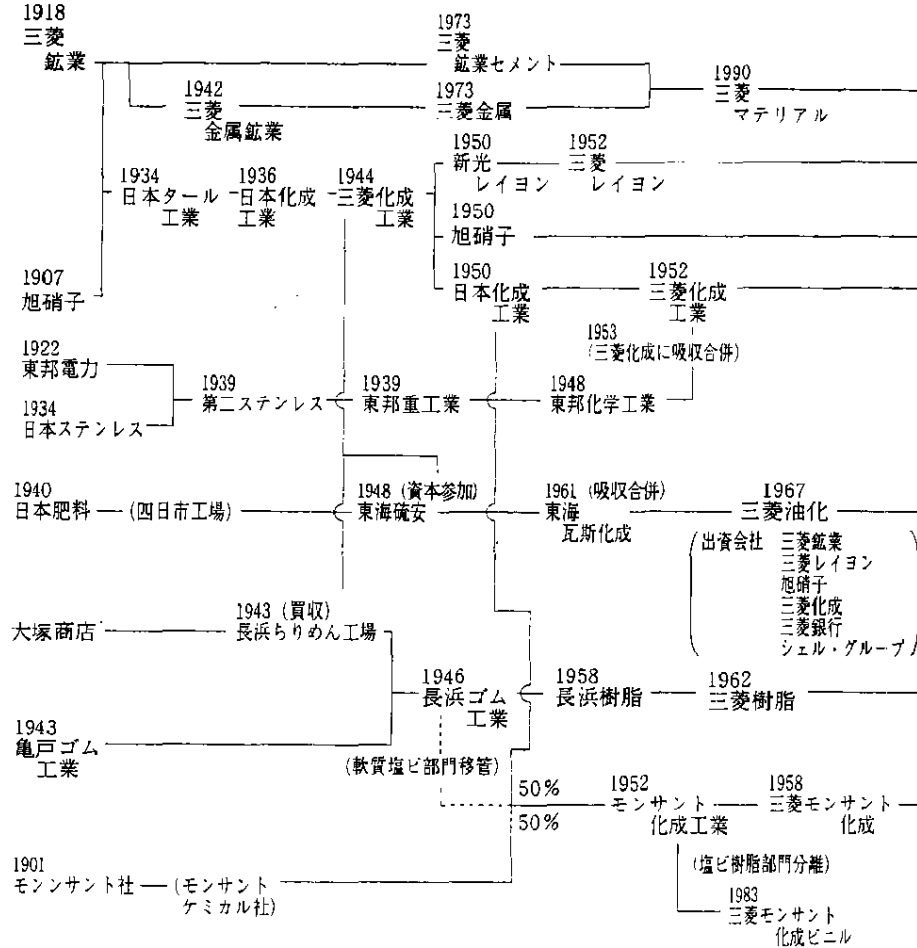 1918
三菱
鉱業
1973
三菱
鉱業セメント
1942
三菱
金属鉱業
1973
三菱金属
1990
三菱
マテリアル
1934
日本タール
工業
1936
日本化成
工業
1944
三菱化成
工業
1950
新光
レイヨン
1952
三菱
レイヨン
1950
旭硝子
1907
旭硝子
1950
日本化成
工業
1952
三菱化成
工業
1953
(三菱化成に吸収合併)
1922
東邦電力
1934
日本ステンレス
1939
第二ステンレス
1939
東邦重工業
1948
東邦化学工業
1940
日本肥料
(四日市工場)
1948 (資本参加)
東海硫安
1961 (吸収合併)
東海
瓦斯化成
1967
三菱油化
(出資会社 三菱鉱業
三菱レイヨン
旭硝子
三菱化成
三菱銀行
シェル・グループ)
大塚商店
1943 (買収)
長浜ちりめん工場
1943
亀戸ゴム
工業
1946
長浜ゴム
工業
1958
長浜樹脂
1962
三菱樹脂
(軟質塩ビ部門移管)
50%
50%
1952
モンサント
化成工業
1958
三菱モンサント
化成
1901
モンンサント社
(モンサント
ケミカル社)
(塩ビ樹脂部門分離)
1983
三菱モンサント
化成ビニル